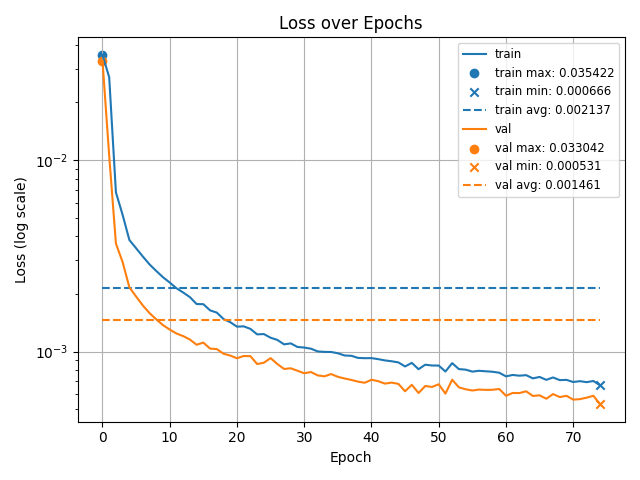 Loss over Epochs
Loss (log scale)
10⁻²
10⁻³
0 10 20 30 40 50 60 70
Epoch
train
train max: 0.035422
train min: 0.000666
train avg: 0.002137
val
val max: 0.033042
val min: 0.000531
val avg: 0.001461